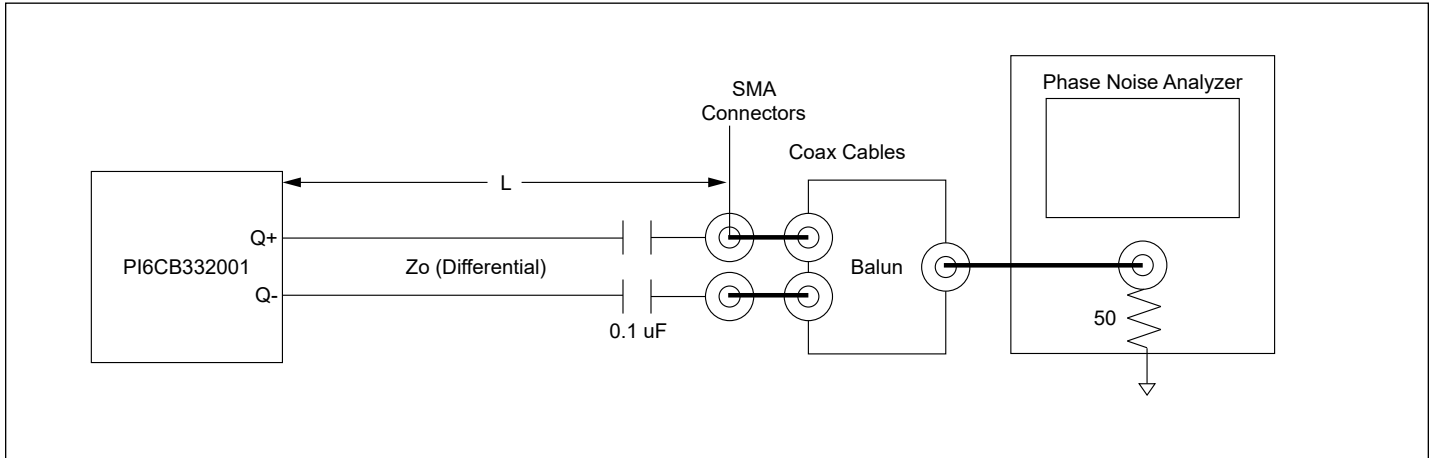 Phase Noise Analyzer
SMA
Connectors
Coax Cables
L
Q+
PI6CB332001
Zo (Differential)
Balun
Q-
50
0.1 uF